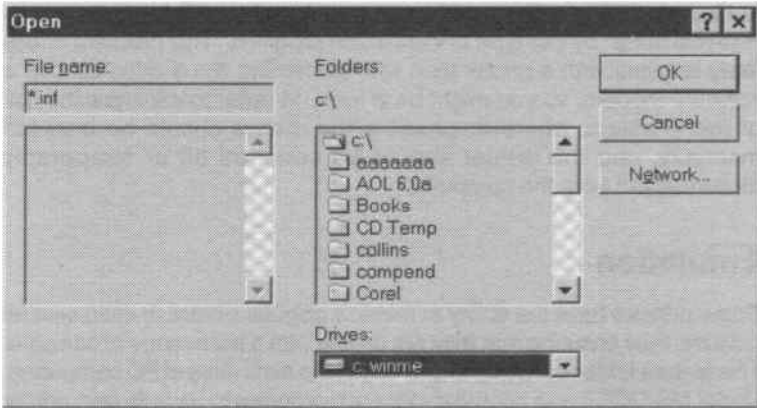 Open
File name:
*.inf
Folders:
c:\
c:\
aaaaaaa
AOL 6.0a
Books
CD Temp
collins
compend
Corel
Drives:
c: winme
OK
Cancel
Network...